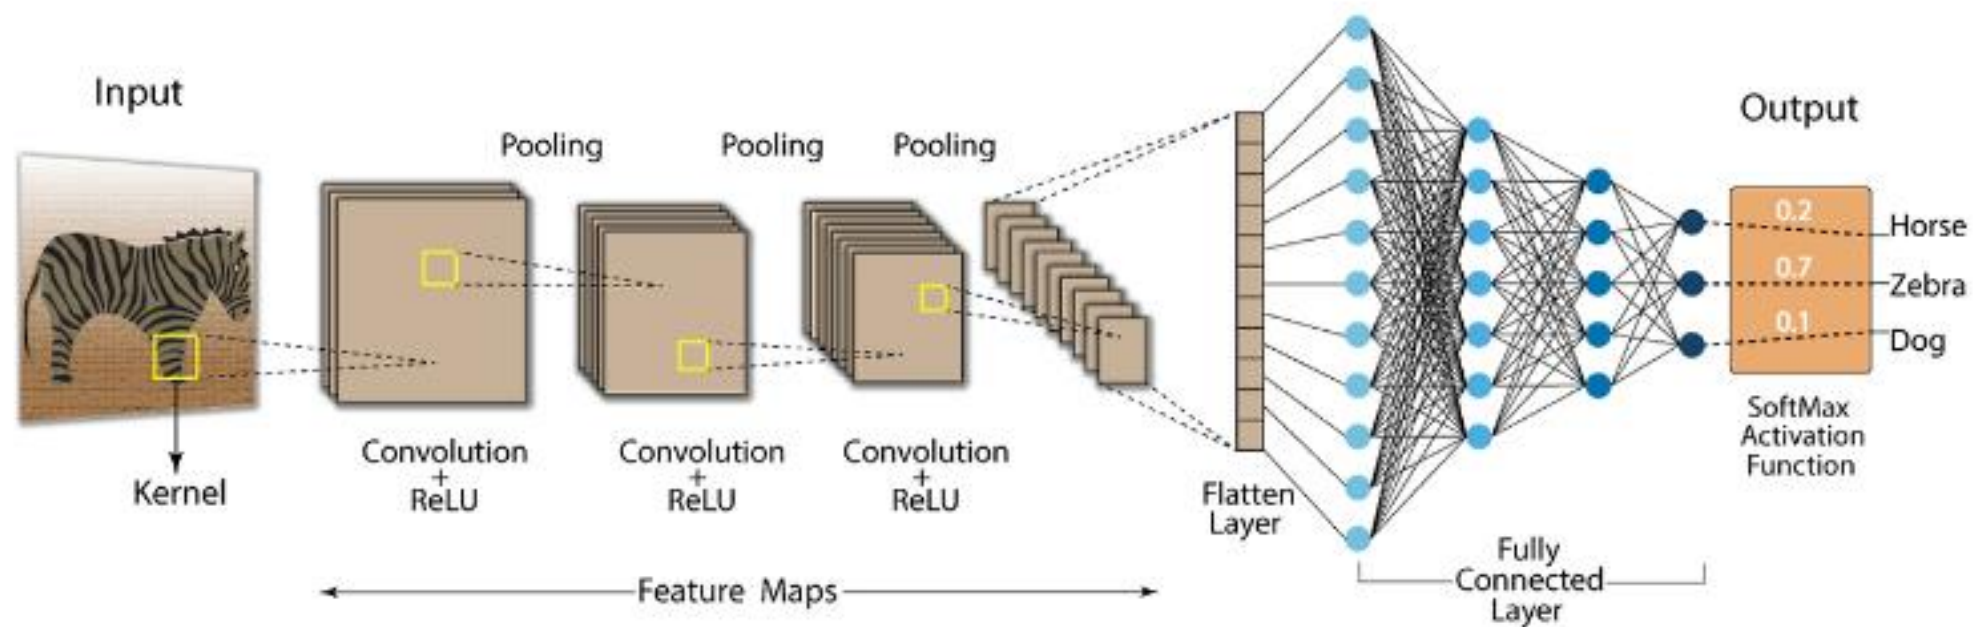 Input
Pooling
Pooling
Pooling
Output
0.2
Horse
0.7
Zebra
0.1
Dog
Kernel
Convolution
+
ReLU
Convolution
+
ReLU
Convolution
+
ReLU
Flatten
Layer
SoftMax
Activation
Function
Fully
Connected
Layer
Feature Maps